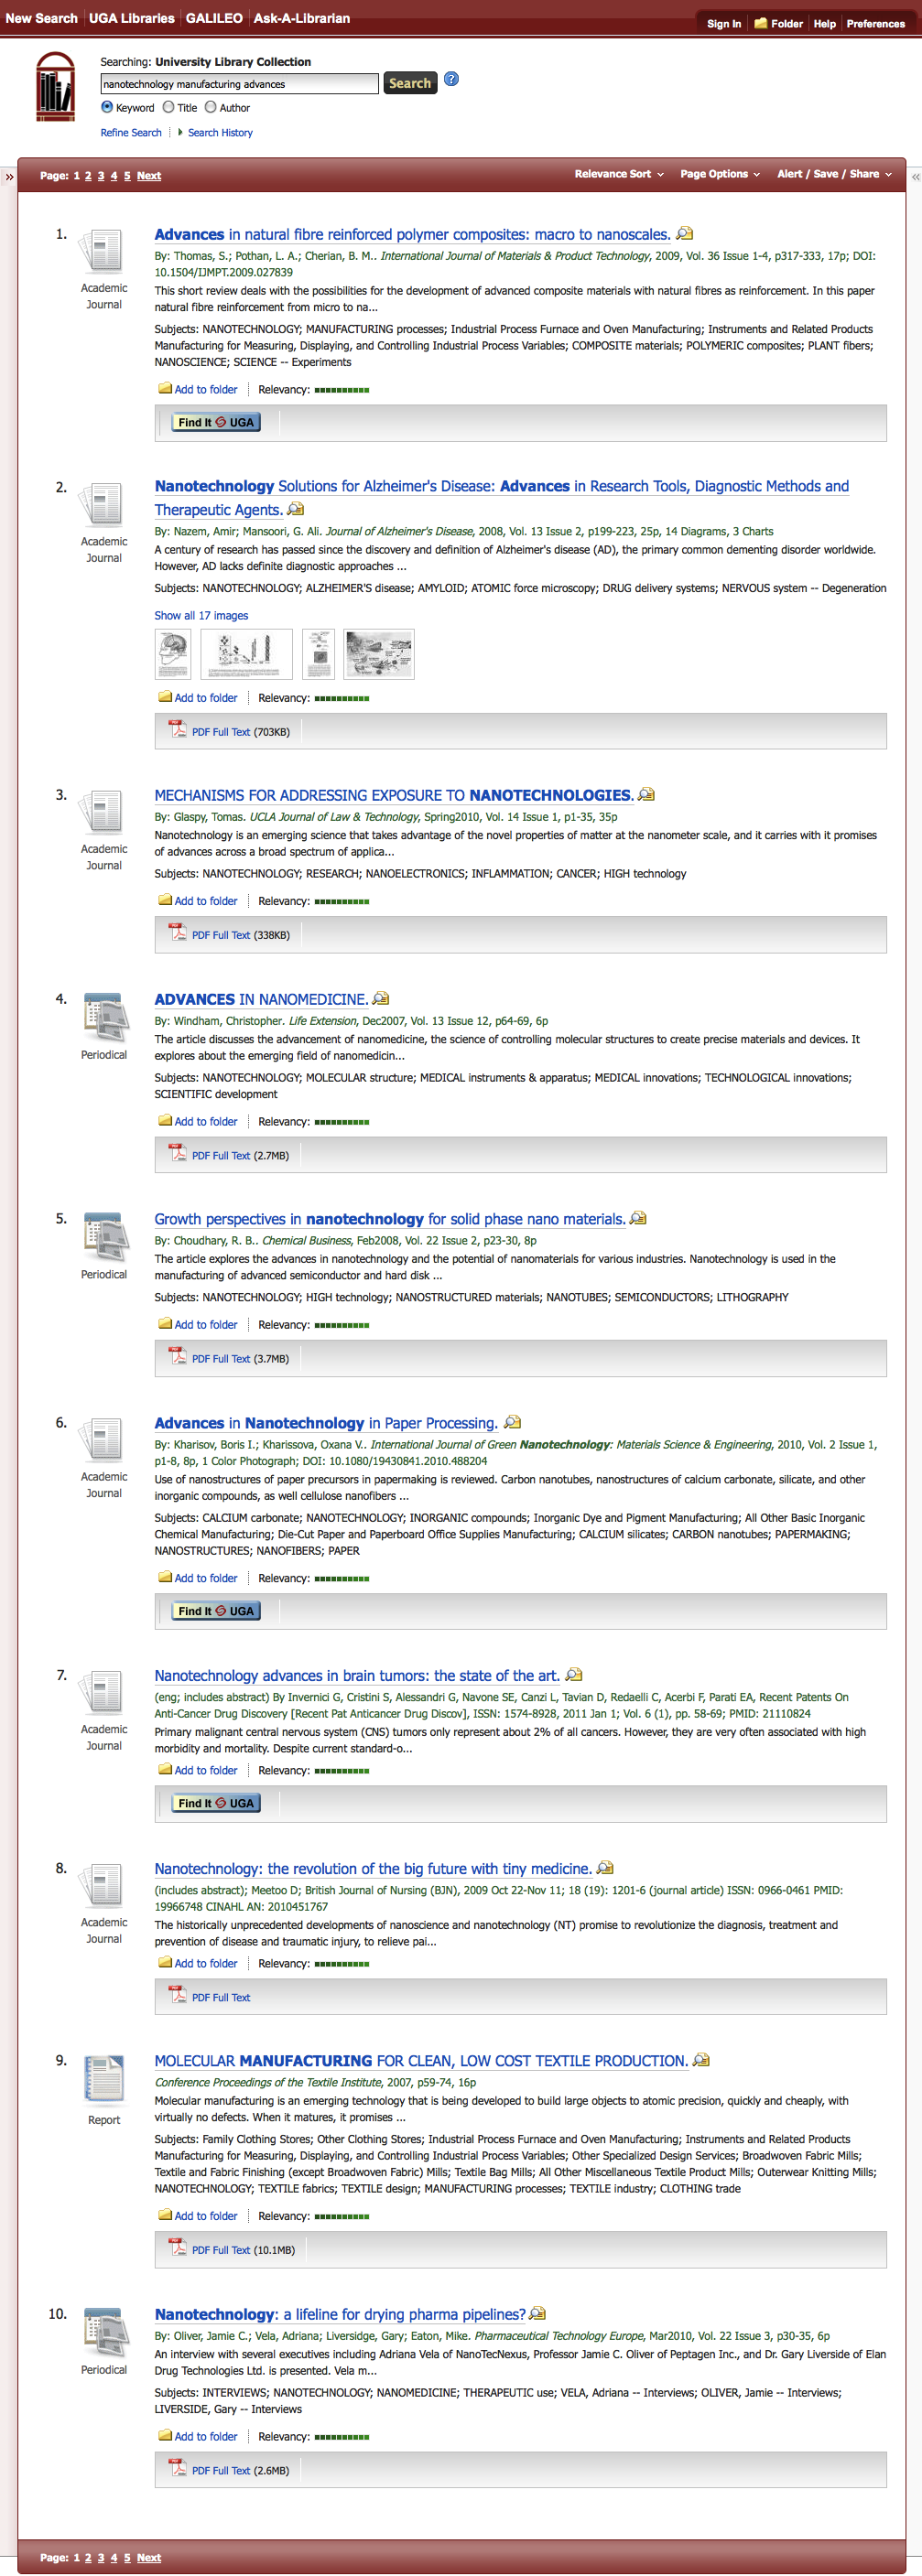 New Search UGA Libraries GALILEO Ask-A-Librarian
Sign In Folder Help Preferences
Searching: University Library Collection
nanotechnology manufacturing advances Search ?
Keyword Title Author
Refine Search Search History
Page: 1 2 3 4 5 Next Relevance Sort Page Options Alert / Save / Share
1. Advances in natural fibre reinforced polymer composites: macro to nanoscales.
Academic
Journal
By: Thomas, S.; Pothan, L. A.; Cherian, B. M.. International Journal of Materials & Product Technology, 2009, Vol. 36 Issue 1-4, p317-333, 17p; DOI:
10.1504/IJMPT.2009.027839
This short review deals with the possibilities for the development of advanced composite materials with natural fibres as reinforcement. In this paper
natural fibre reinforcement from micro to na...
Subjects: NANOTECHNOLOGY; MANUFACTURING processes; Industrial Process Furnace and Oven Manufacturing; Instruments and Related Products
Manufacturing for Measuring, Displaying, and Controlling Industrial Process Variables; COMPOSITE materials; POLYMERIC composites; PLANT fibers;
NANOSCIENCE; SCIENCE -- Experiments
Add to folder Relevancy:
Find It UGA
2. Nanotechnology Solutions for Alzheimer's Disease: Advances in Research Tools, Diagnostic Methods and
Therapeutic Agents.
Academic
Journal
By: Nazem, Amir; Mansoori, G. Ali. Journal of Alzheimer's Disease, 2008, Vol. 13 Issue 2, p199-223, 25p, 14 Diagrams, 3 Charts
A century of research has passed since the discovery and definition of Alzheimer's disease (AD), the primary common dementing disorder worldwide.
However, AD lacks definite diagnostic approaches ...
Subjects: NANOTECHNOLOGY; ALZHEIMER'S disease; AMYLOID; ATOMIC force microscopy; DRUG delivery systems; NERVOUS system -- Degeneration
Show all 17 images
Add to folder Relevancy:
PDF Full Text (703KB)
3. MECHANISMS FOR ADDRESSING EXPOSURE TO NANOTECHNOLOGIES.
Academic
Journal
By: Glaspy, Tomas. UCLA Journal of Law & Technology, Spring2010, Vol. 14 Issue 1, p1-35, 35p
Nanotechnology is an emerging science that takes advantage of the novel properties of matter at the nanometer scale, and it carries with it promises
of advances across a broad spectrum of applica...
Subjects: NANOTECHNOLOGY; RESEARCH; NANOELECTRONICS; INFLAMMATION; CANCER; HIGH technology
Add to folder Relevancy:
PDF Full Text (338KB)
4. ADVANCES IN NANOMEDICINE.
Periodical
By: Windham, Christopher. Life Extension, Dec2007, Vol. 13 Issue 12, p64-69, 6p
The article discusses the advancement of nanomedicine, the science of controlling molecular structures to create precise materials and devices. It
explores about the emerging field of nanomedicin...
Subjects: NANOTECHNOLOGY; MOLECULAR structure; MEDICAL instruments & apparatus; MEDICAL innovations; TECHNOLOGICAL innovations;
SCIENTIFIC development
Add to folder Relevancy:
PDF Full Text (2.7MB)
5. Growth perspectives in nanotechnology for solid phase nano materials.
Periodical
By: Choudhary, R. B.. Chemical Business, Feb2008, Vol. 22 Issue 2, p23-30, 8p
The article explores the advances in nanotechnology and the potential of nanomaterials for various industries. Nanotechnology is used in the
manufacturing of advanced semiconductor and hard disk ...
Subjects: NANOTECHNOLOGY; HIGH technology; NANOSTRUCTURED materials; NANOTUBES; SEMICONDUCTORS; LITHOGRAPHY
Add to folder Relevancy:
PDF Full Text (3.7MB)
6. Advances in Nanotechnology in Paper Processing.
Academic
Journal
By: Kharisov, Boris I.; Kharissova, Oxana V.. International Journal of Green Nanotechnology: Materials Science & Engineering, 2010, Vol. 2 Issue 1,
p1-8, 8p, 1 Color Photograph; DOI: 10.1080/19430841.2010.488204
Use of nanostructures of paper precursors in papermaking is reviewed. Carbon nanotubes, nanostructures of calcium carbonate, silicate, and other
inorganic compounds, as well cellulose nanofibers ...
Subjects: CALCIUM carbonate; NANOTECHNOLOGY; INORGANIC compounds; Inorganic Dye and Pigment Manufacturing; All Other Basic Inorganic
Chemical Manufacturing; Die-Cut Paper and Paperboard Office Supplies Manufacturing; CALCIUM silicates; CARBON nanotubes; PAPERMAKING;
NANOSTRUCTURES; NANOFIBERS; PAPER
Add to folder Relevancy:
Find It UGA
7. Nanotechnology advances in brain tumors: the state of the art.
Academic
Journal
(eng; includes abstract) By Invernici G, Cristini S, Alessandri G, Navone SE, Canzi L, Tavian D, Redaelli C, Acerbi F, Parati EA, Recent Patents On
Anti-Cancer Drug Discovery [Recent Pat Anticancer Drug Discov], ISSN: 1574-8928, 2011 Jan 1; Vol. 6 (1), pp. 58-69; PMID: 21110824
Primary malignant central nervous system (CNS) tumors only represent about 2% of all cancers. However, they are very often associated with high
morbidity and mortality. Despite current standard-o...
Add to folder Relevancy:
Find It UGA
8. Nanotechnology: the revolution of the big future with tiny medicine.
Academic
Journal
(includes abstract); Meetoo D; British Journal of Nursing (BJN), 2009 Oct 22-Nov 11; 18 (19): 1201-6 (journal article) ISSN: 0966-0461 PMID:
19966748 CINAHL AN: 2010451767
The historically unprecedented developments of nanoscience and nanotechnology (NT) promise to revolutionize the diagnosis, treatment and
prevention of disease and traumatic injury, to relieve pai...
Add to folder Relevancy:
PDF Full Text
9. MOLECULAR MANUFACTURING FOR CLEAN, LOW COST TEXTILE PRODUCTION.
Report
Conference Proceedings of the Textile Institute, 2007, p59-74, 16p
Molecular manufacturing is an emerging technology that is being developed to build large objects to atomic precision, quickly and cheaply, with
virtually no defects. When it matures, it promises ...
Subjects: Family Clothing Stores; Other Clothing Stores; Industrial Process Furnace and Oven Manufacturing; Instruments and Related Products
Manufacturing for Measuring, Displaying, and Controlling Industrial Process Variables; Other Specialized Design Services; Broadwoven Fabric Mills;
Textile and Fabric Finishing (except Broadwoven Fabric) Mills; Textile Bag Mills; All Other Miscellaneous Textile Product Mills; Outerwear Knitting Mills;
NANOTECHNOLOGY; TEXTILE fabrics; TEXTILE design; MANUFACTURING processes; TEXTILE industry; CLOTHING trade
Add to folder Relevancy:
PDF Full Text (10.1MB)
10. Nanotechnology: a lifeline for drying pharma pipelines?
Periodical
By: Oliver, Jamie C.; Vela, Adriana; Liversidge, Gary; Eaton, Mike. Pharmaceutical Technology Europe, Mar2010, Vol. 22 Issue 3, p30-35, 6p
An interview with several executives including Adriana Vela of NanoTecNexus, Professor Jamie C. Oliver of Peptagen Inc., and Dr. Gary Liverside of Elan
Drug Technologies Ltd. is presented. Vela m...
Subjects: INTERVIEWS; NANOTECHNOLOGY; NANOMEDICINE; THERAPEUTIC use; VELA, Adriana -- Interviews; OLIVER, Jamie -- Interviews;
LIVERSIDE, Gary -- Interviews
Add to folder Relevancy:
PDF Full Text (2.6MB)
Page: 1 2 3 4 5 Next